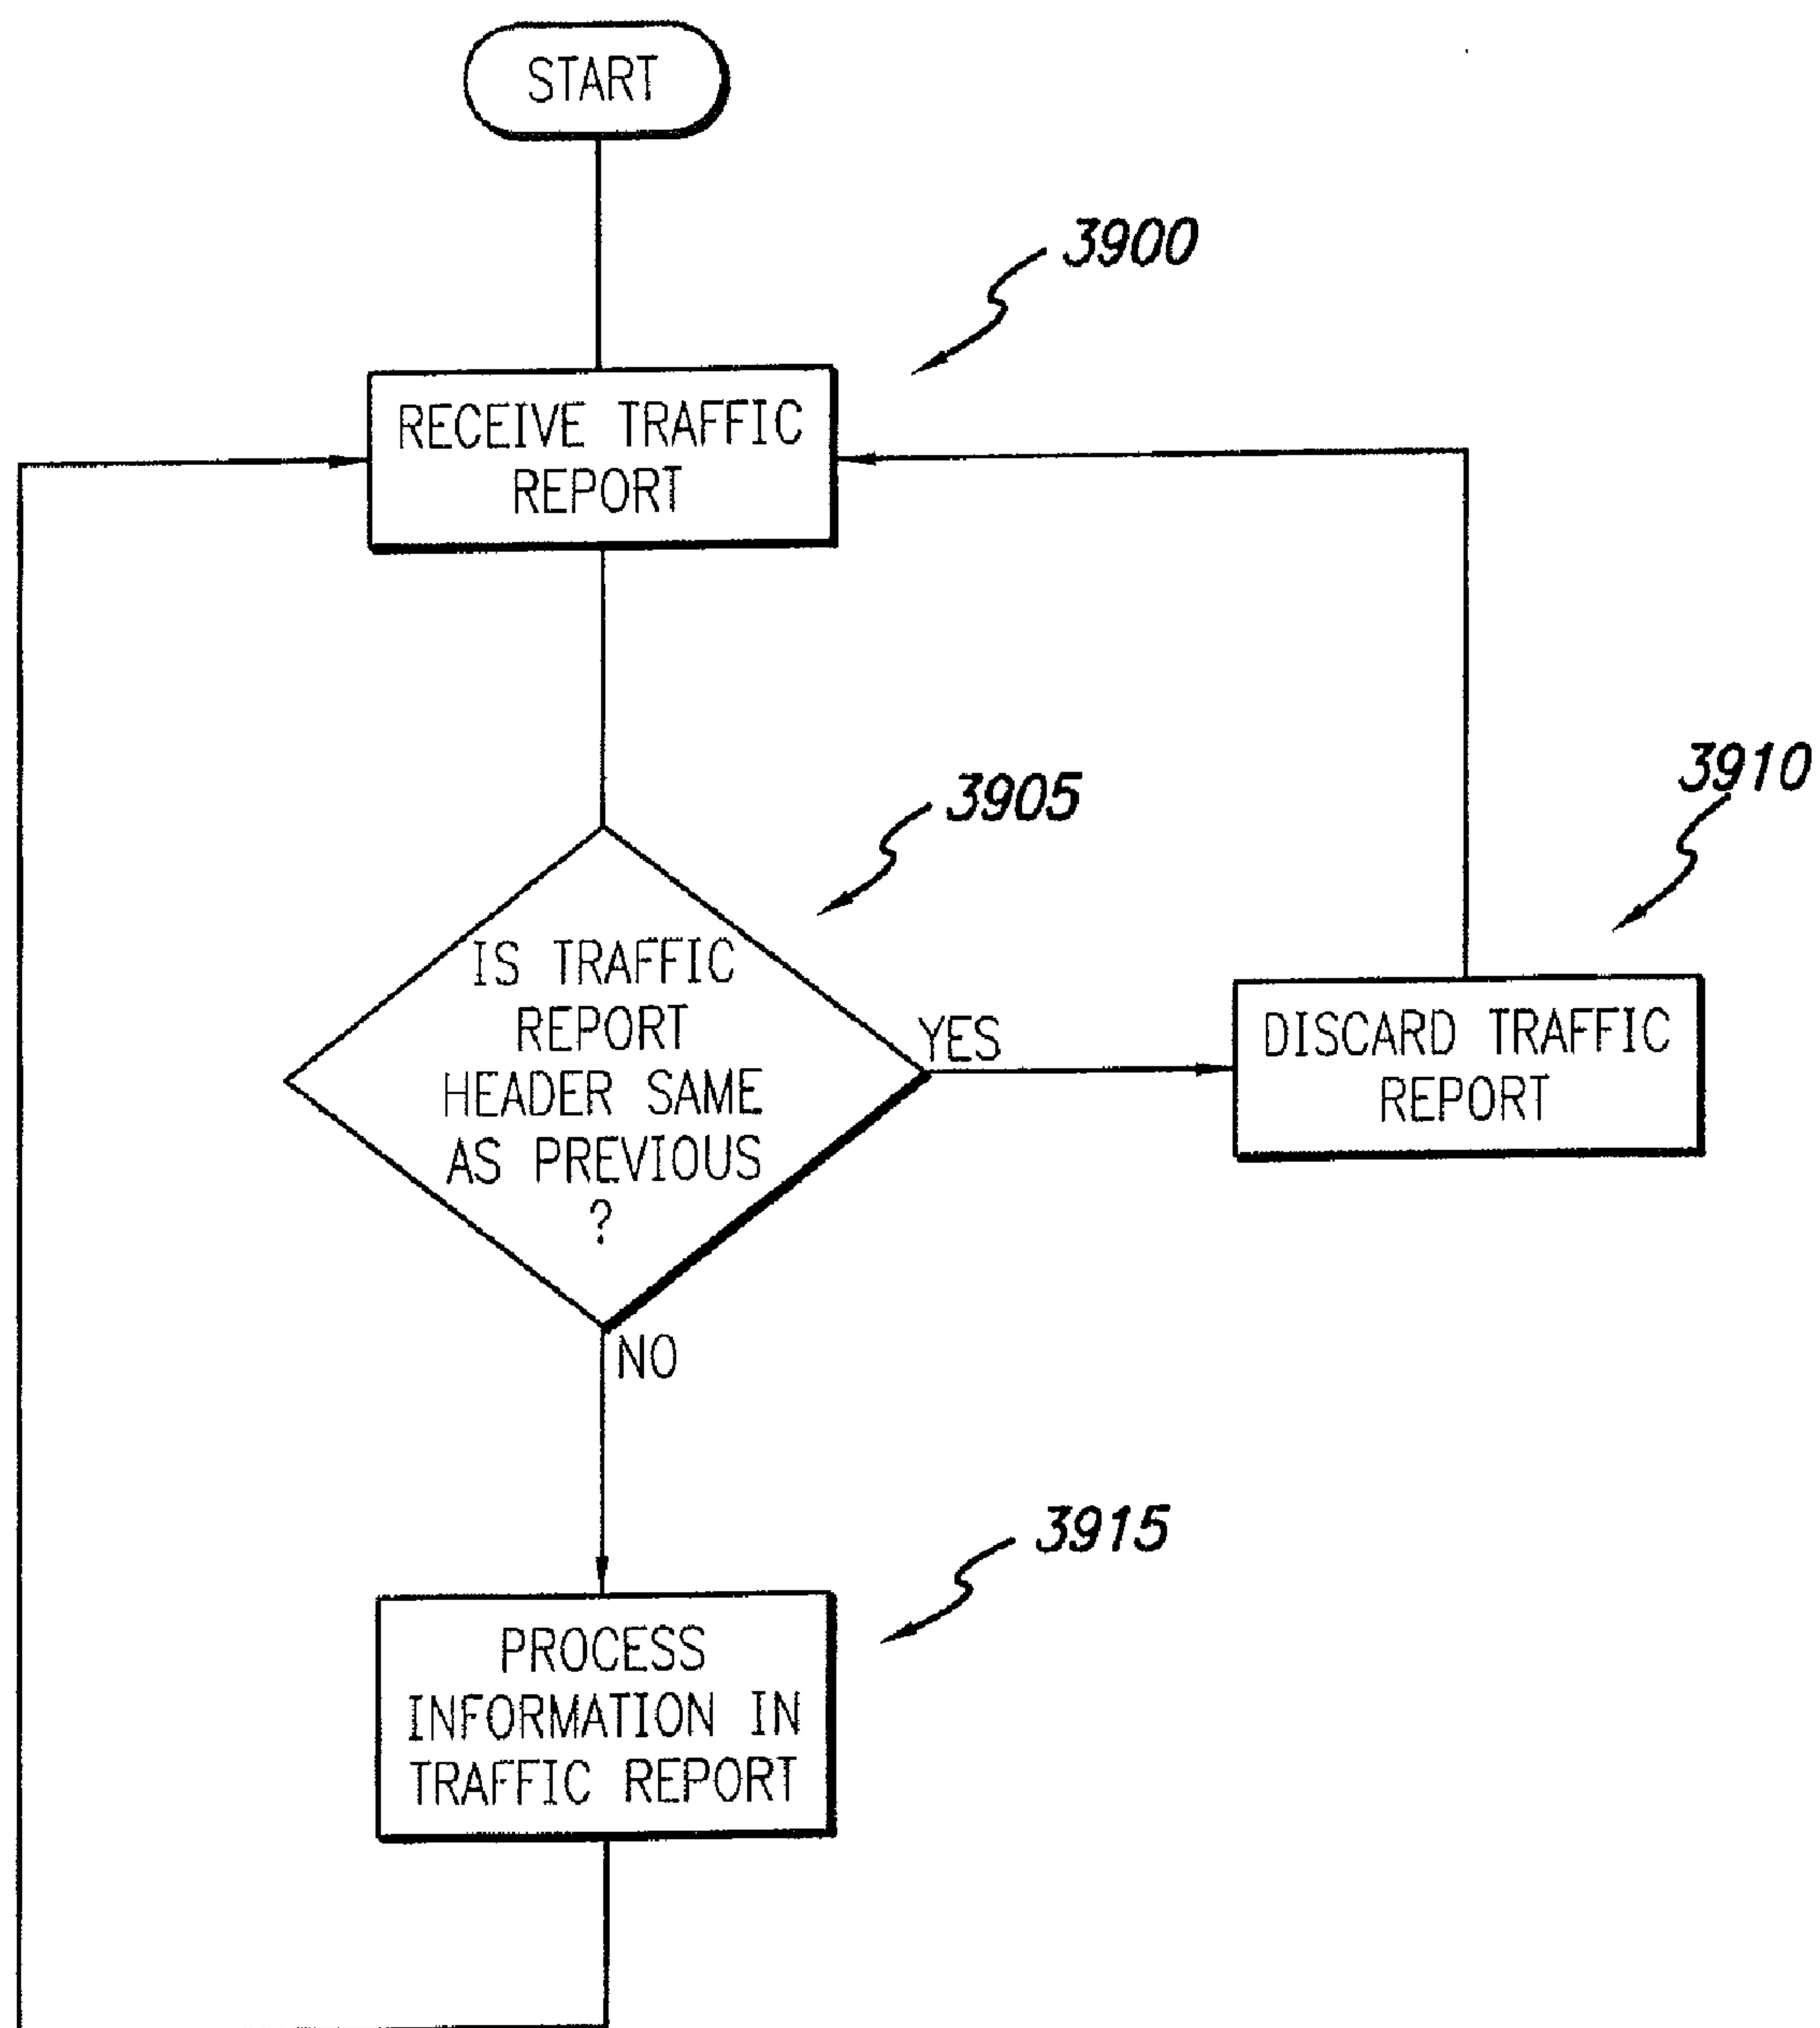 START
3900
RECEIVE TRAFFIC
REPORT
3905
3910
IS TRAFFIC
REPORT
HEADER SAME
AS PREVIOUS
?
YES
DISCARD TRAFFIC
REPORT
NO
3915
PROCESS
INFORMATION IN
TRAFFIC REPORT